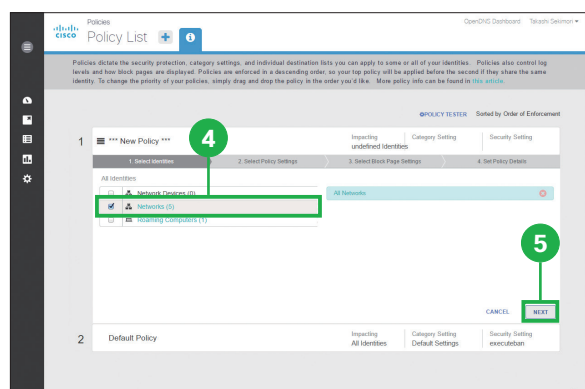 Policies
OpenDNS Dashboard Takashi Sekimori
CISCO
Policy List
Policies dictate the security protection, category settings, and individual destination lists you can apply to some or all of your identities. Policies also control log
levels and how block pages are displayed. Policies are enforced in a descending order, so your top policy will be applied before the second if they share the same
identity. To change the priority of your policies, simply drag and drop the policy in the order you'd like. More policy info can be found in this article.
POLICY TESTER Sorted by Order of Enforcement
4
1 *** New Policy ***
Impacting
undefined Identities
Category Setting
Security Setting
1. Select Identities 2. Select Policy Settings 3. Select Block Page Settings 4. Set Policy Details
All Identities
Network Devices (0)
All Networks
Networks (5)
Roaming Computers (1)
5
CANCEL NEXT
2 Default Policy
Impacting
All Identities
Category Setting
Default Settings
Security Setting
executeban